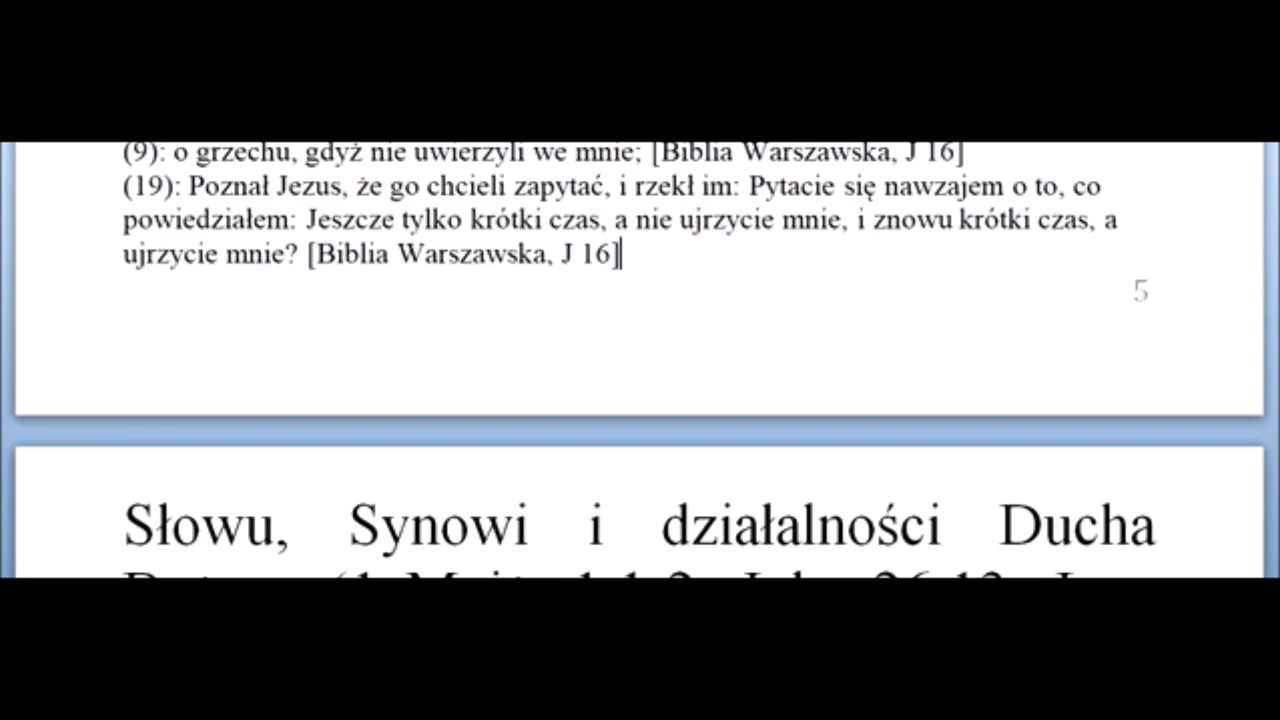 (9): o grzechu, gdyż nie uwierzyli we mnie; [Biblia Warszawska, J 16]
(19): Poznał Jezus, że go chcieli zapytać, i rzekł im: Pytacie się nawzajem o to, co
powiedziałem: Jeszcze tylko krótki czas, a nie ujrzycie mnie, i znowu krótki czas, a
ujrzycie mnie? [Biblia Warszawska, J 16]
5
Słowu, Synowi i działalności Ducha